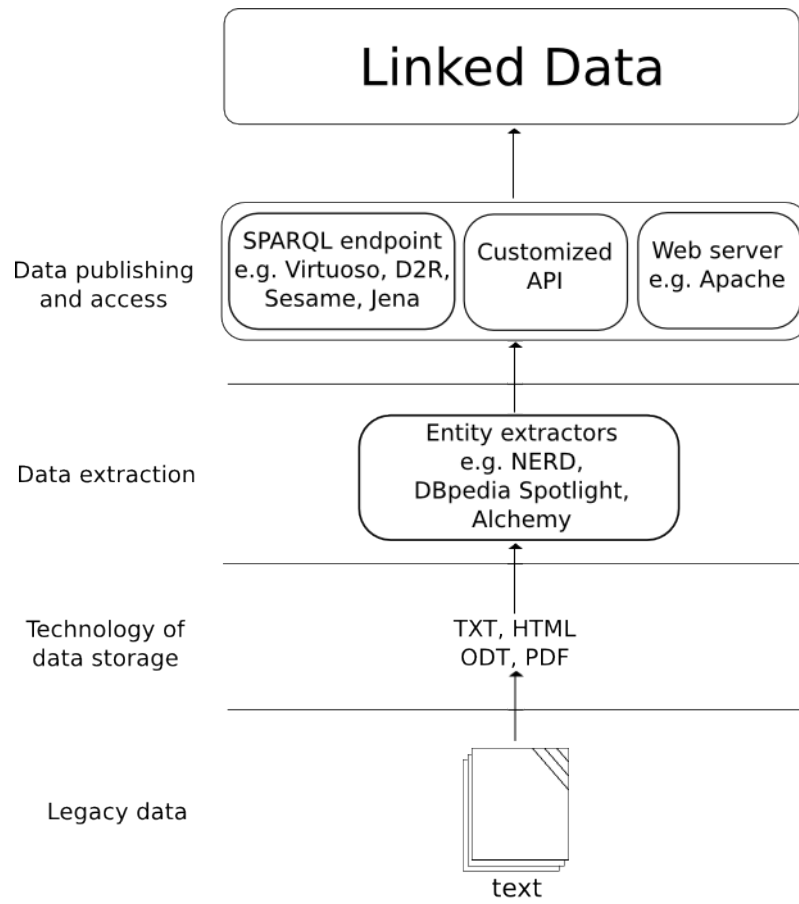 Linked Data
Data publishing
and access
SPARQL endpoint
e.g. Virtuoso, D2R,
Sesame, Jena
Customized
API
Web server
e.g. Apache
Data extraction
Entity extractors
e.g. NERD,
DBpedia Spotlight,
Alchemy
Technology of
data storage
TXT, HTML
ODT, PDF
Legacy data
text